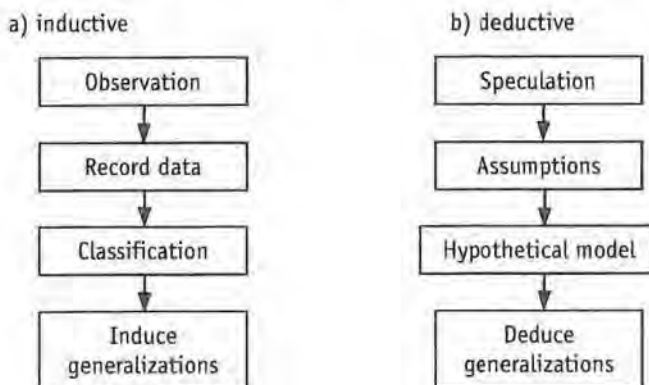 a) inductive
Observation
Record data
Classification
Induce
generalizations
b) deductive
Speculation
Assumptions
Hypothetical model
Deduce
generalizations